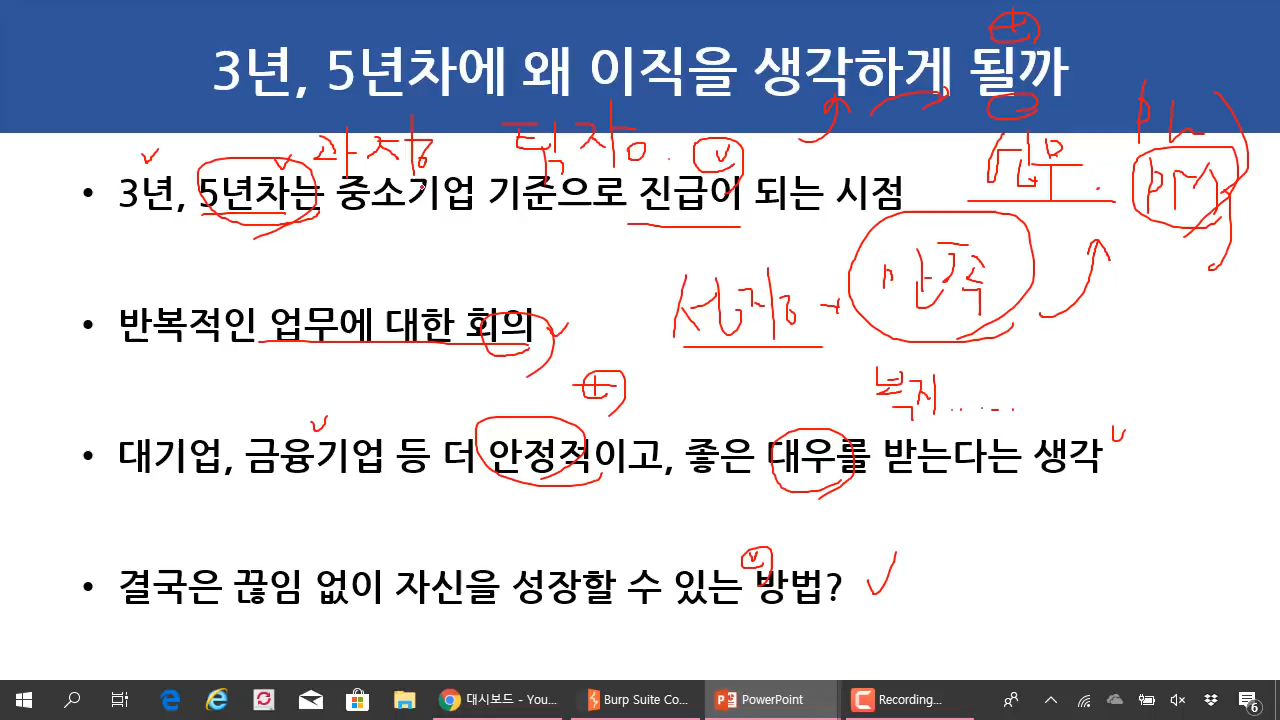 3년, 5년차에 왜 이직을 생각하게 될까
과장 팀장
실무
PL
PM
• 3년, 5년차는 중소기업 기준으로 진급이 되는 시점
성장 + 만족
• 반복적인 업무에 대한 회의
복지......
• 대기업, 금융기업 등 더 안정적이고, 좋은 대우를 받는다는 생각
• 결국은 끊임 없이 자신을 성장할 수 있는 방법?
대시보드 - You... Burp Suite Co... PowerPoint Recording... 6